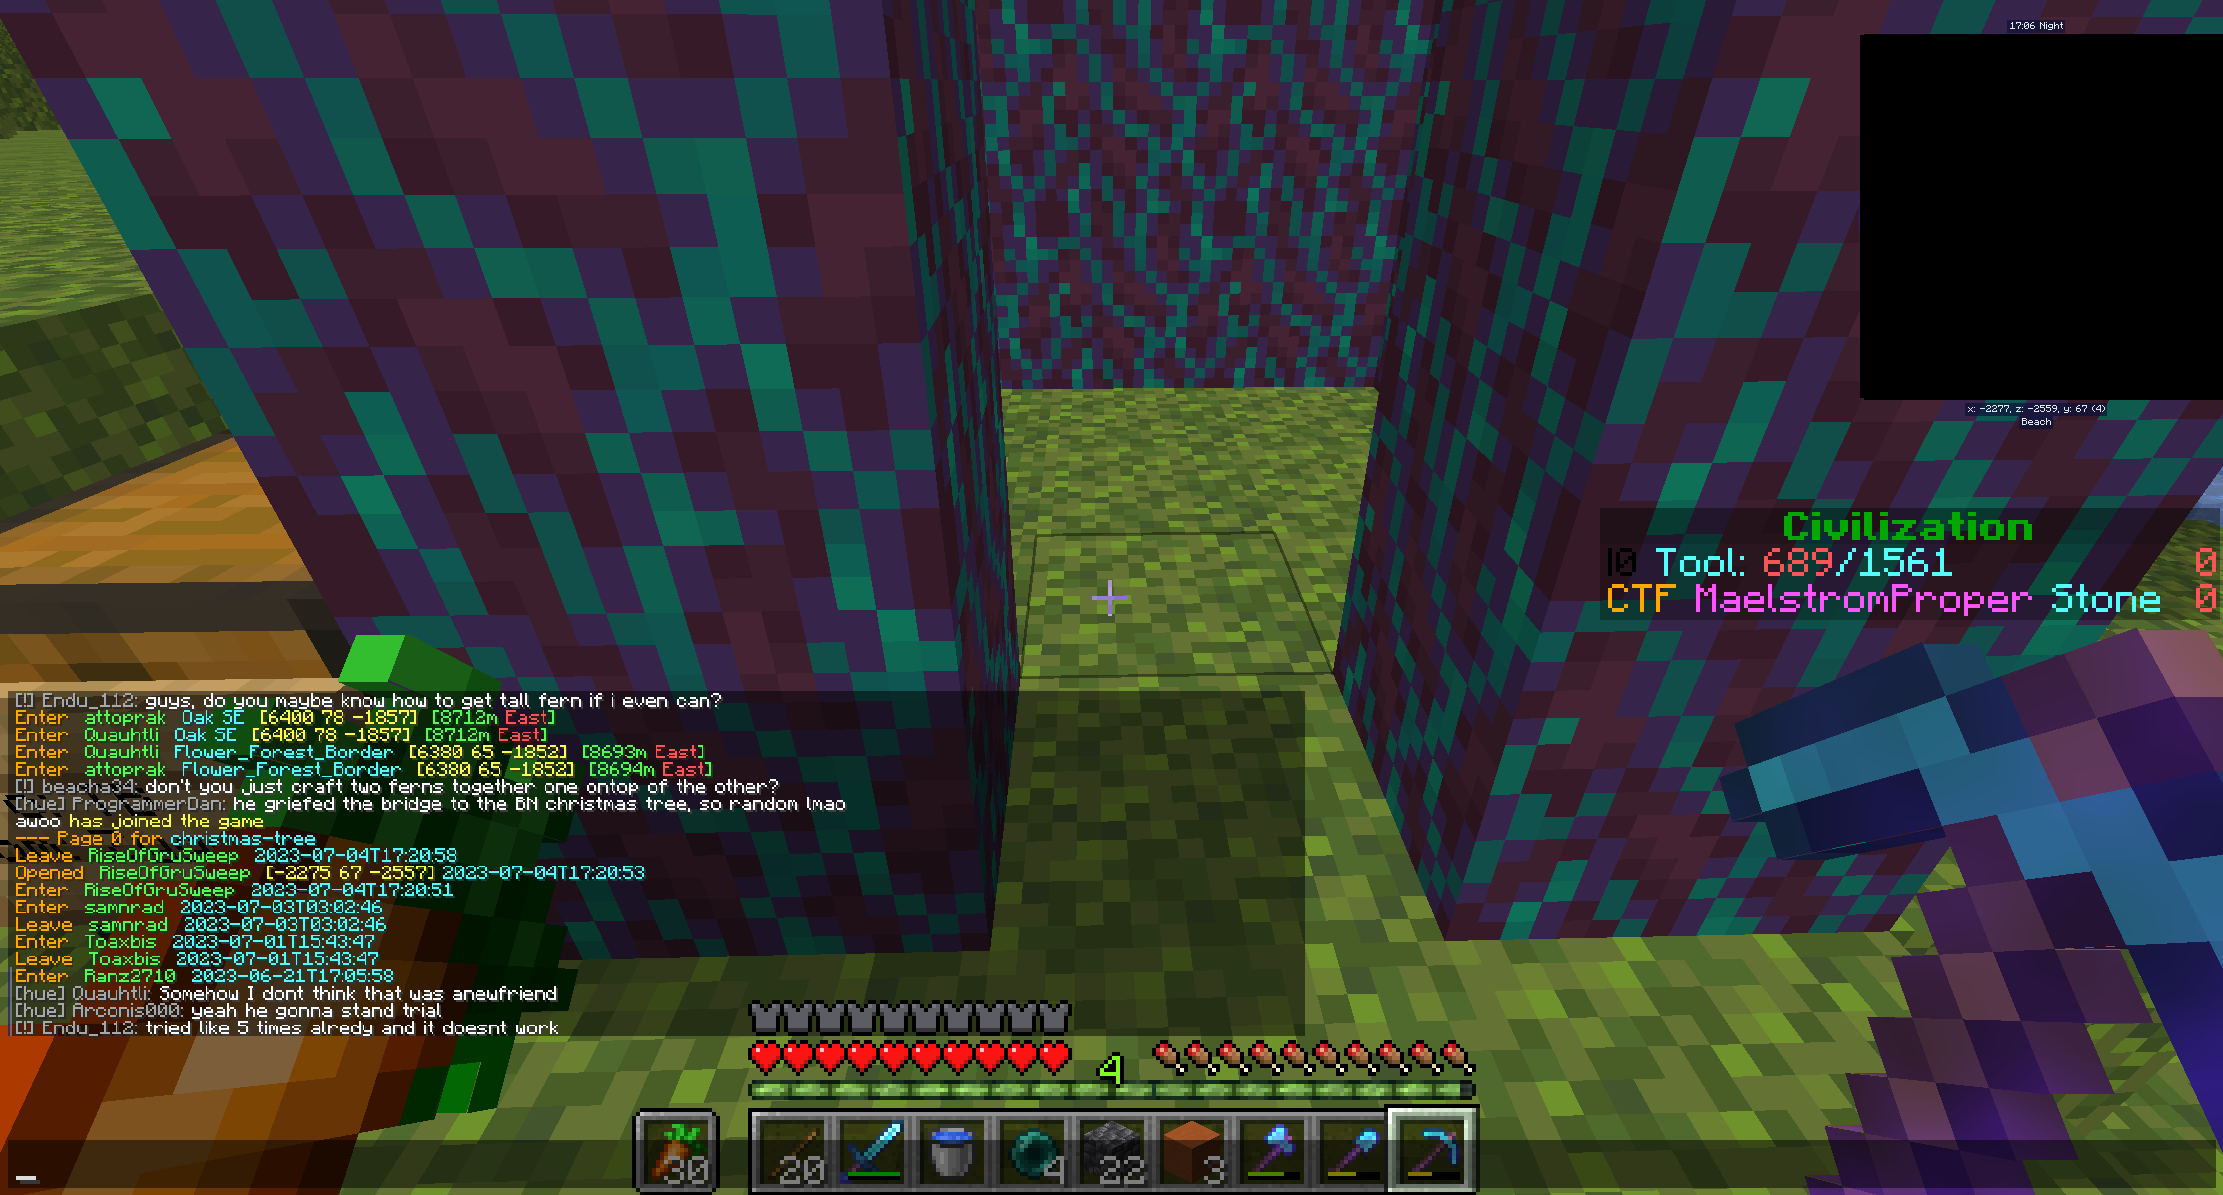 17:06 Night
x: -2277, z: -2559, y: 67 (4)
Beach
Civilization
Tool: 689/1561 0
CTF MaelstromProper Stone 0
[!] Endu_112: guys, do you maybe know how to get tall fern if i even can?
Enter attoprak Oak SE [6400 78 -1857] [8712m East]
Enter Quauhtli Oak SE [6400 78 -1857] [8712m East]
Enter Quauhtli Flower_Forest_Border [6380 65 -1852] [8693m East]
Enter attoprak Flower_Forest_Border [6380 65 -1852] [8694m East]
[!] beacha34: don't you just craft two ferns together one ontop of the other?
[hue] ProgrammerDan: he griefed the bridge to the BN christmas tree, so random lmao
awoo has joined the game
--- Page 0 for christmas-tree
Leave RiseOfGruSweep 2023-07-04T17:20:58
Opened RiseOfGruSweep [-2275 67 -2557] 2023-07-04T17:20:53
Enter RiseOfGruSweep 2023-07-04T17:20:51
Enter samnrad 2023-07-03T03:02:46
Leave samnrad 2023-07-03T03:02:46
Enter Toaxbis 2023-07-01T15:43:47
Leave Toaxbis 2023-07-01T15:43:47
Enter Ranz2710 2023-06-21T17:05:58
[hue] Quauhtli: Somehow I dont think that was anewfriend
[hue] Arconis000: yeah he gonna stand trial
[!] Endu_112: tried like 5 times alredy and it doesnt work
4
30 20 4 22 3